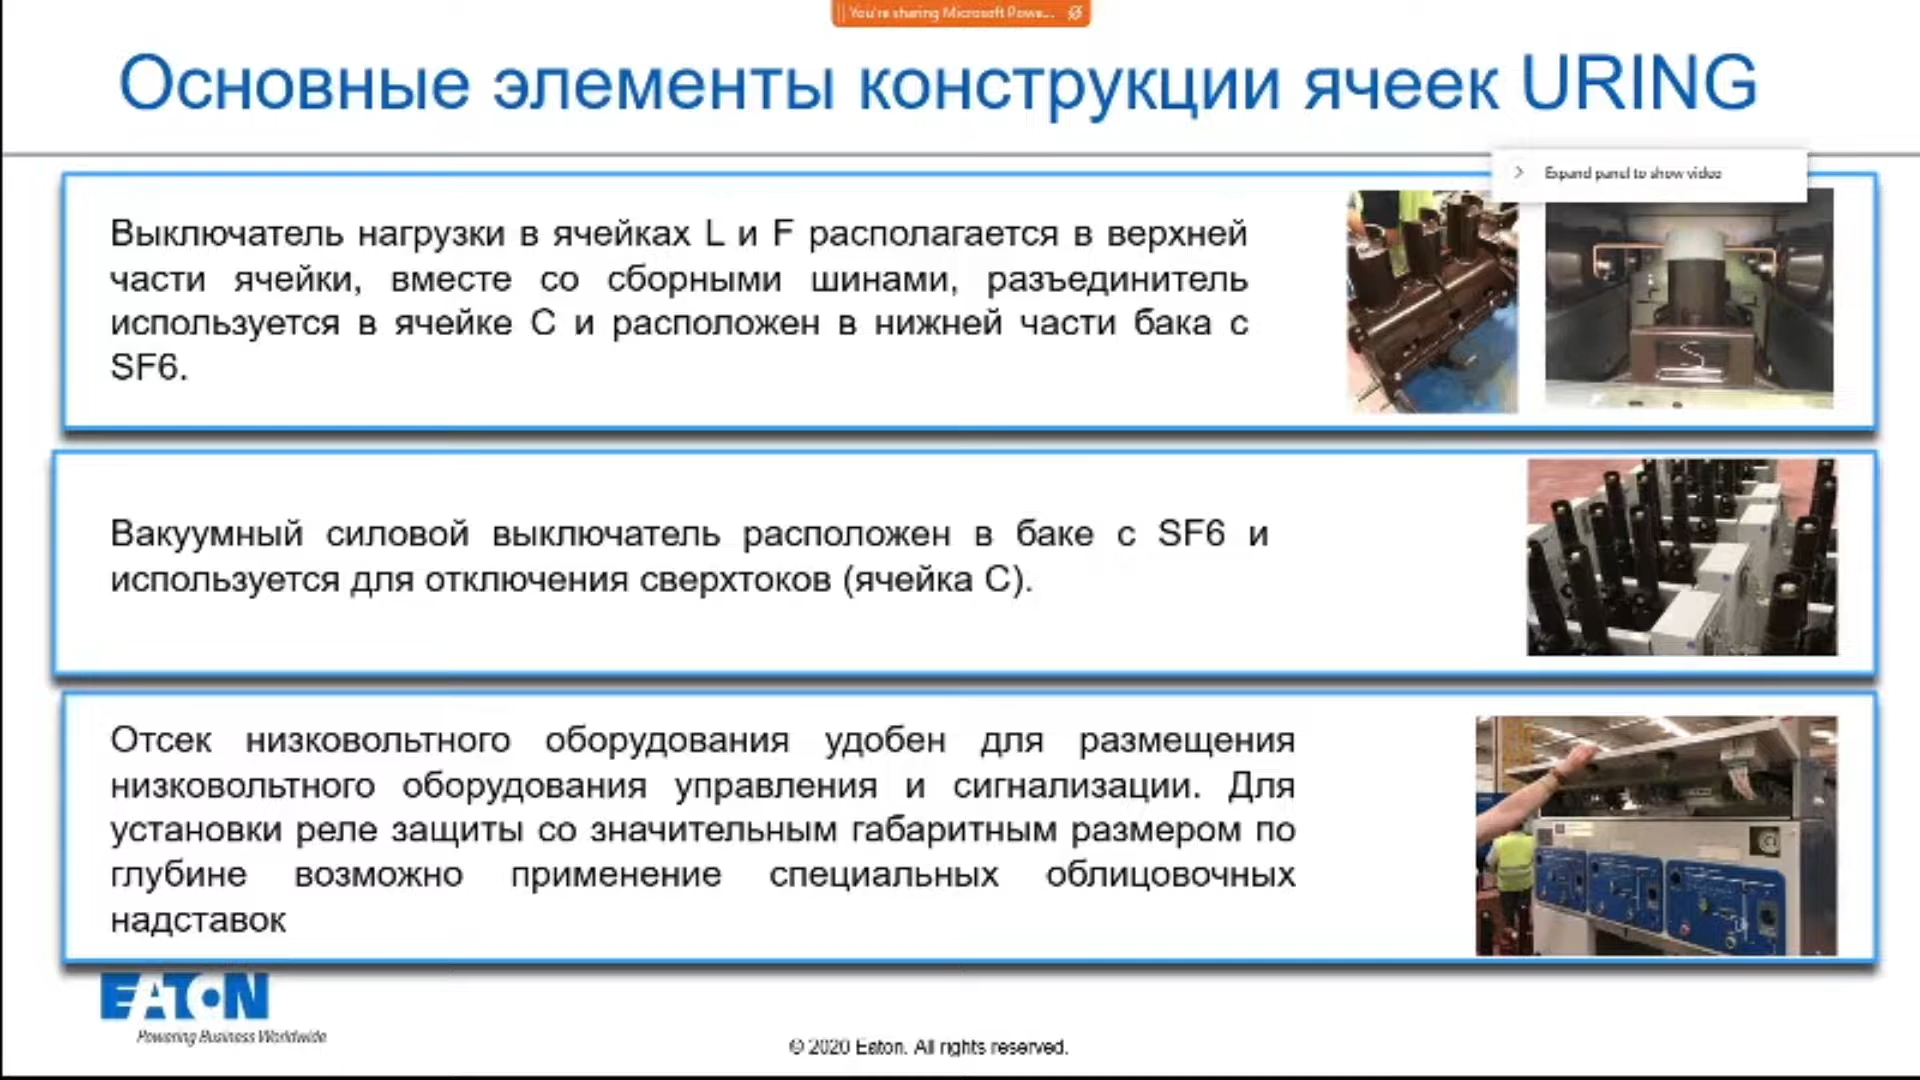 You're sharing Microsoft Powe...
Основные элементы конструкции ячеек URING
Expand panel to show video
Выключатель нагрузки в ячейках L и F располагается в верхней
части ячейки, вместе со сборными шинами, разъединитель
используется в ячейке C и расположен в нижней части бака с
SF6.
Вакуумный силовой выключатель расположен в баке с SF6 и
используется для отключения сверхтоков (ячейка C).
Отсек низковольтного оборудования удобен для размещения
низковольтного оборудования управления и сигнализации. Для
установки реле защиты со значительным габаритным размером по
глубине возможно применение специальных облицовочных
надставок
EATON
Powering Business Worldwide
© 2020 Eaton. All rights reserved.